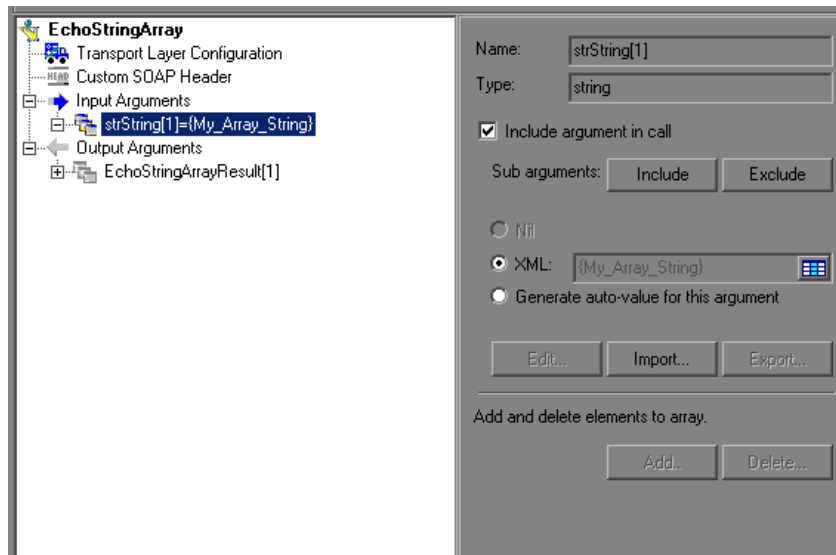 EchoStringArray
Transport Layer Configuration
HEAD Custom SOAP Header
Input Arguments
strString[1]={My_Array_String}
Output Arguments
EchoStringArrayResult[1]
Name: strString[1]
Type: string
Include argument in call
Sub arguments: Include Exclude
Nil
XML: {My_Array_String}
Generate auto-value for this argument
Edit... Import... Export...
Add and delete elements to array.
Add.. Delete...